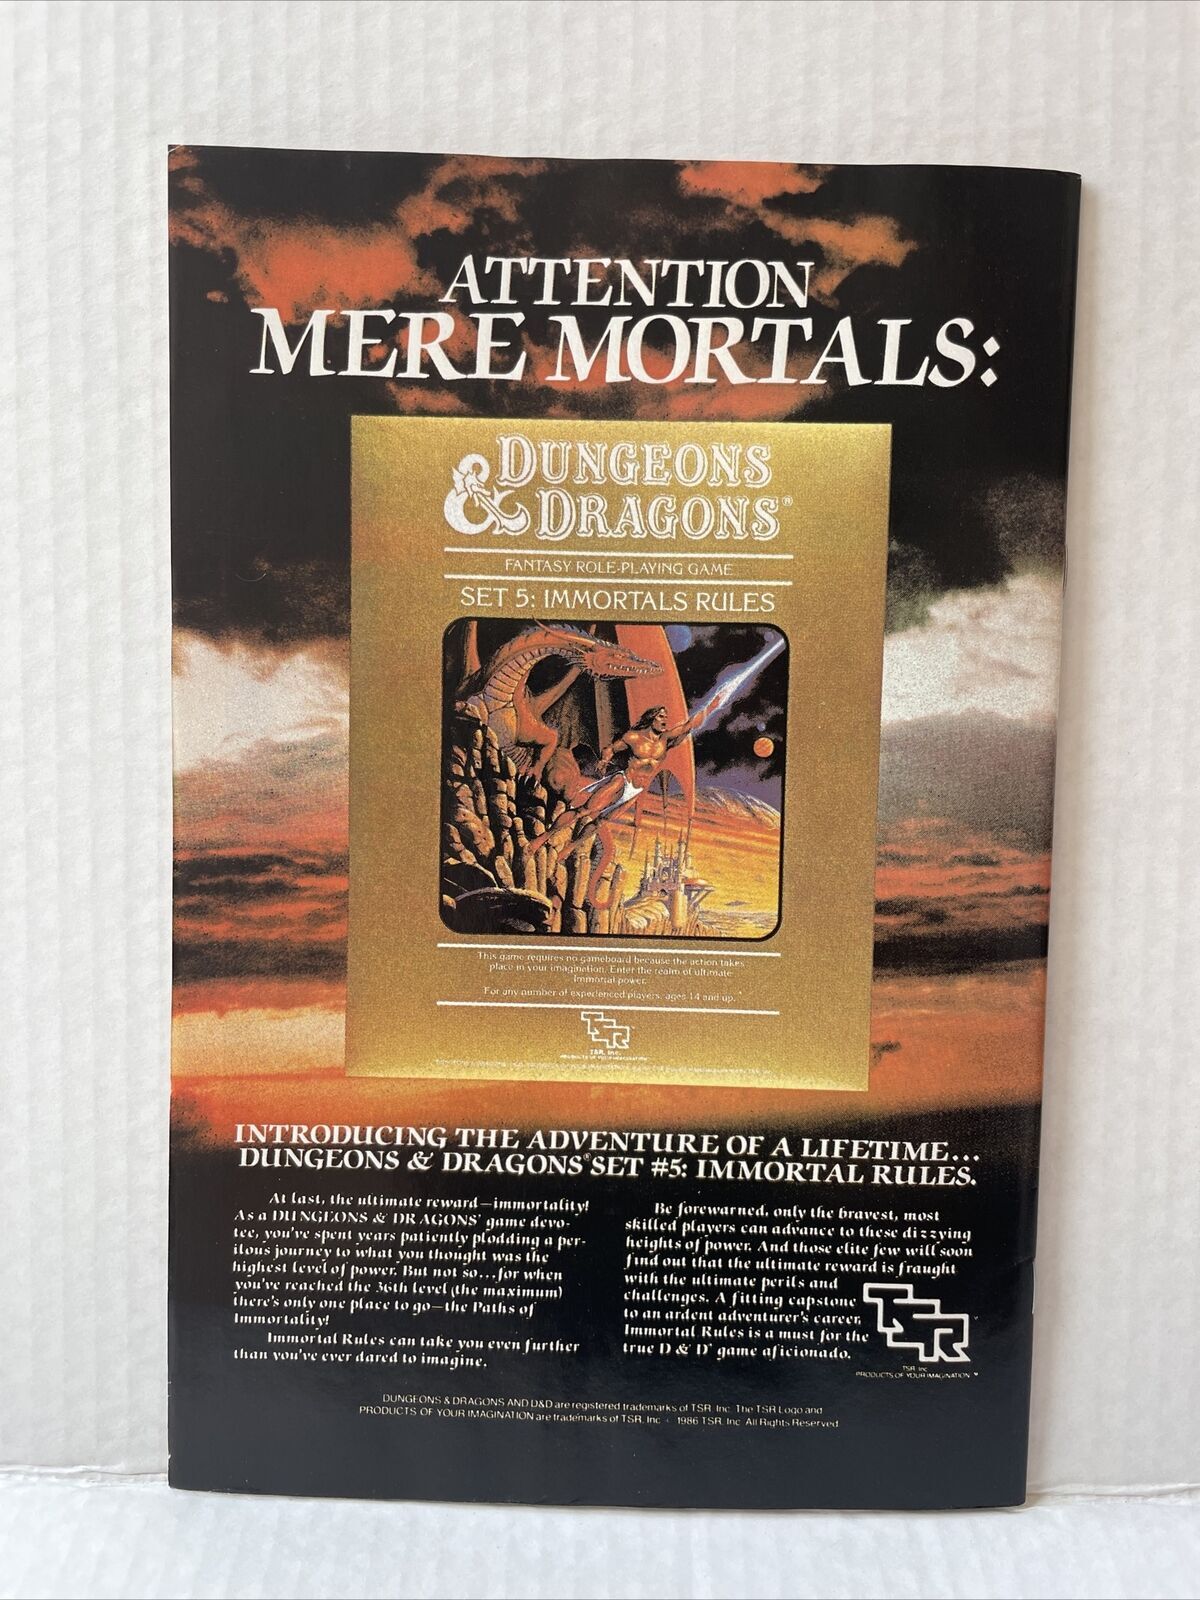 ATTENTION
MERE MORTALS:
DUNGEONS
& DRAGONS®
FANTASY ROLE-PLAYING GAME
SET 5: IMMORTALS RULES
This game requires no gameboard because the action takes
place in your imagination. Enter the realm of ultimate
Immortal power.
For any number of experienced players, ages 14 and up.
TSR
TSR, Inc.
PRODUCTS OF YOUR IMAGINATION
INTRODUCING THE ADVENTURE OF A LIFETIME...
DUNGEONS & DRAGONS® SET #5: IMMORTAL RULES.
At last, the ultimate reward—immortality!
As a DUNGEONS & DRAGONS® game devo-
tee, you've spent years patiently plodding a per-
ilous journey to what you thought was the
highest level of power. But not so...for when
you've reached the 36th level (the maximum)
there's only one place to go—the Paths of
Immortality!
Immortal Rules can take you even further
than you've ever dared to imagine.
Be forewarned, only the bravest, most
skilled players can advance to these dizzying
heights of power. And those elite few will soon
find out that the ultimate reward is fraught
with the ultimate perils and
challenges. A fitting capstone
to an ardent adventurer's career,
Immortal Rules is a must for the
true D & D® game aficionado.
TSR™
TSR, Inc.
PRODUCTS OF YOUR IMAGINATION™
DUNGEONS & DRAGONS AND D&D are registered trademarks of TSR, Inc. The TSR Logo and
PRODUCTS OF YOUR IMAGINATION are trademarks of TSR, Inc. 1986 TSR, Inc. All Rights Reserved